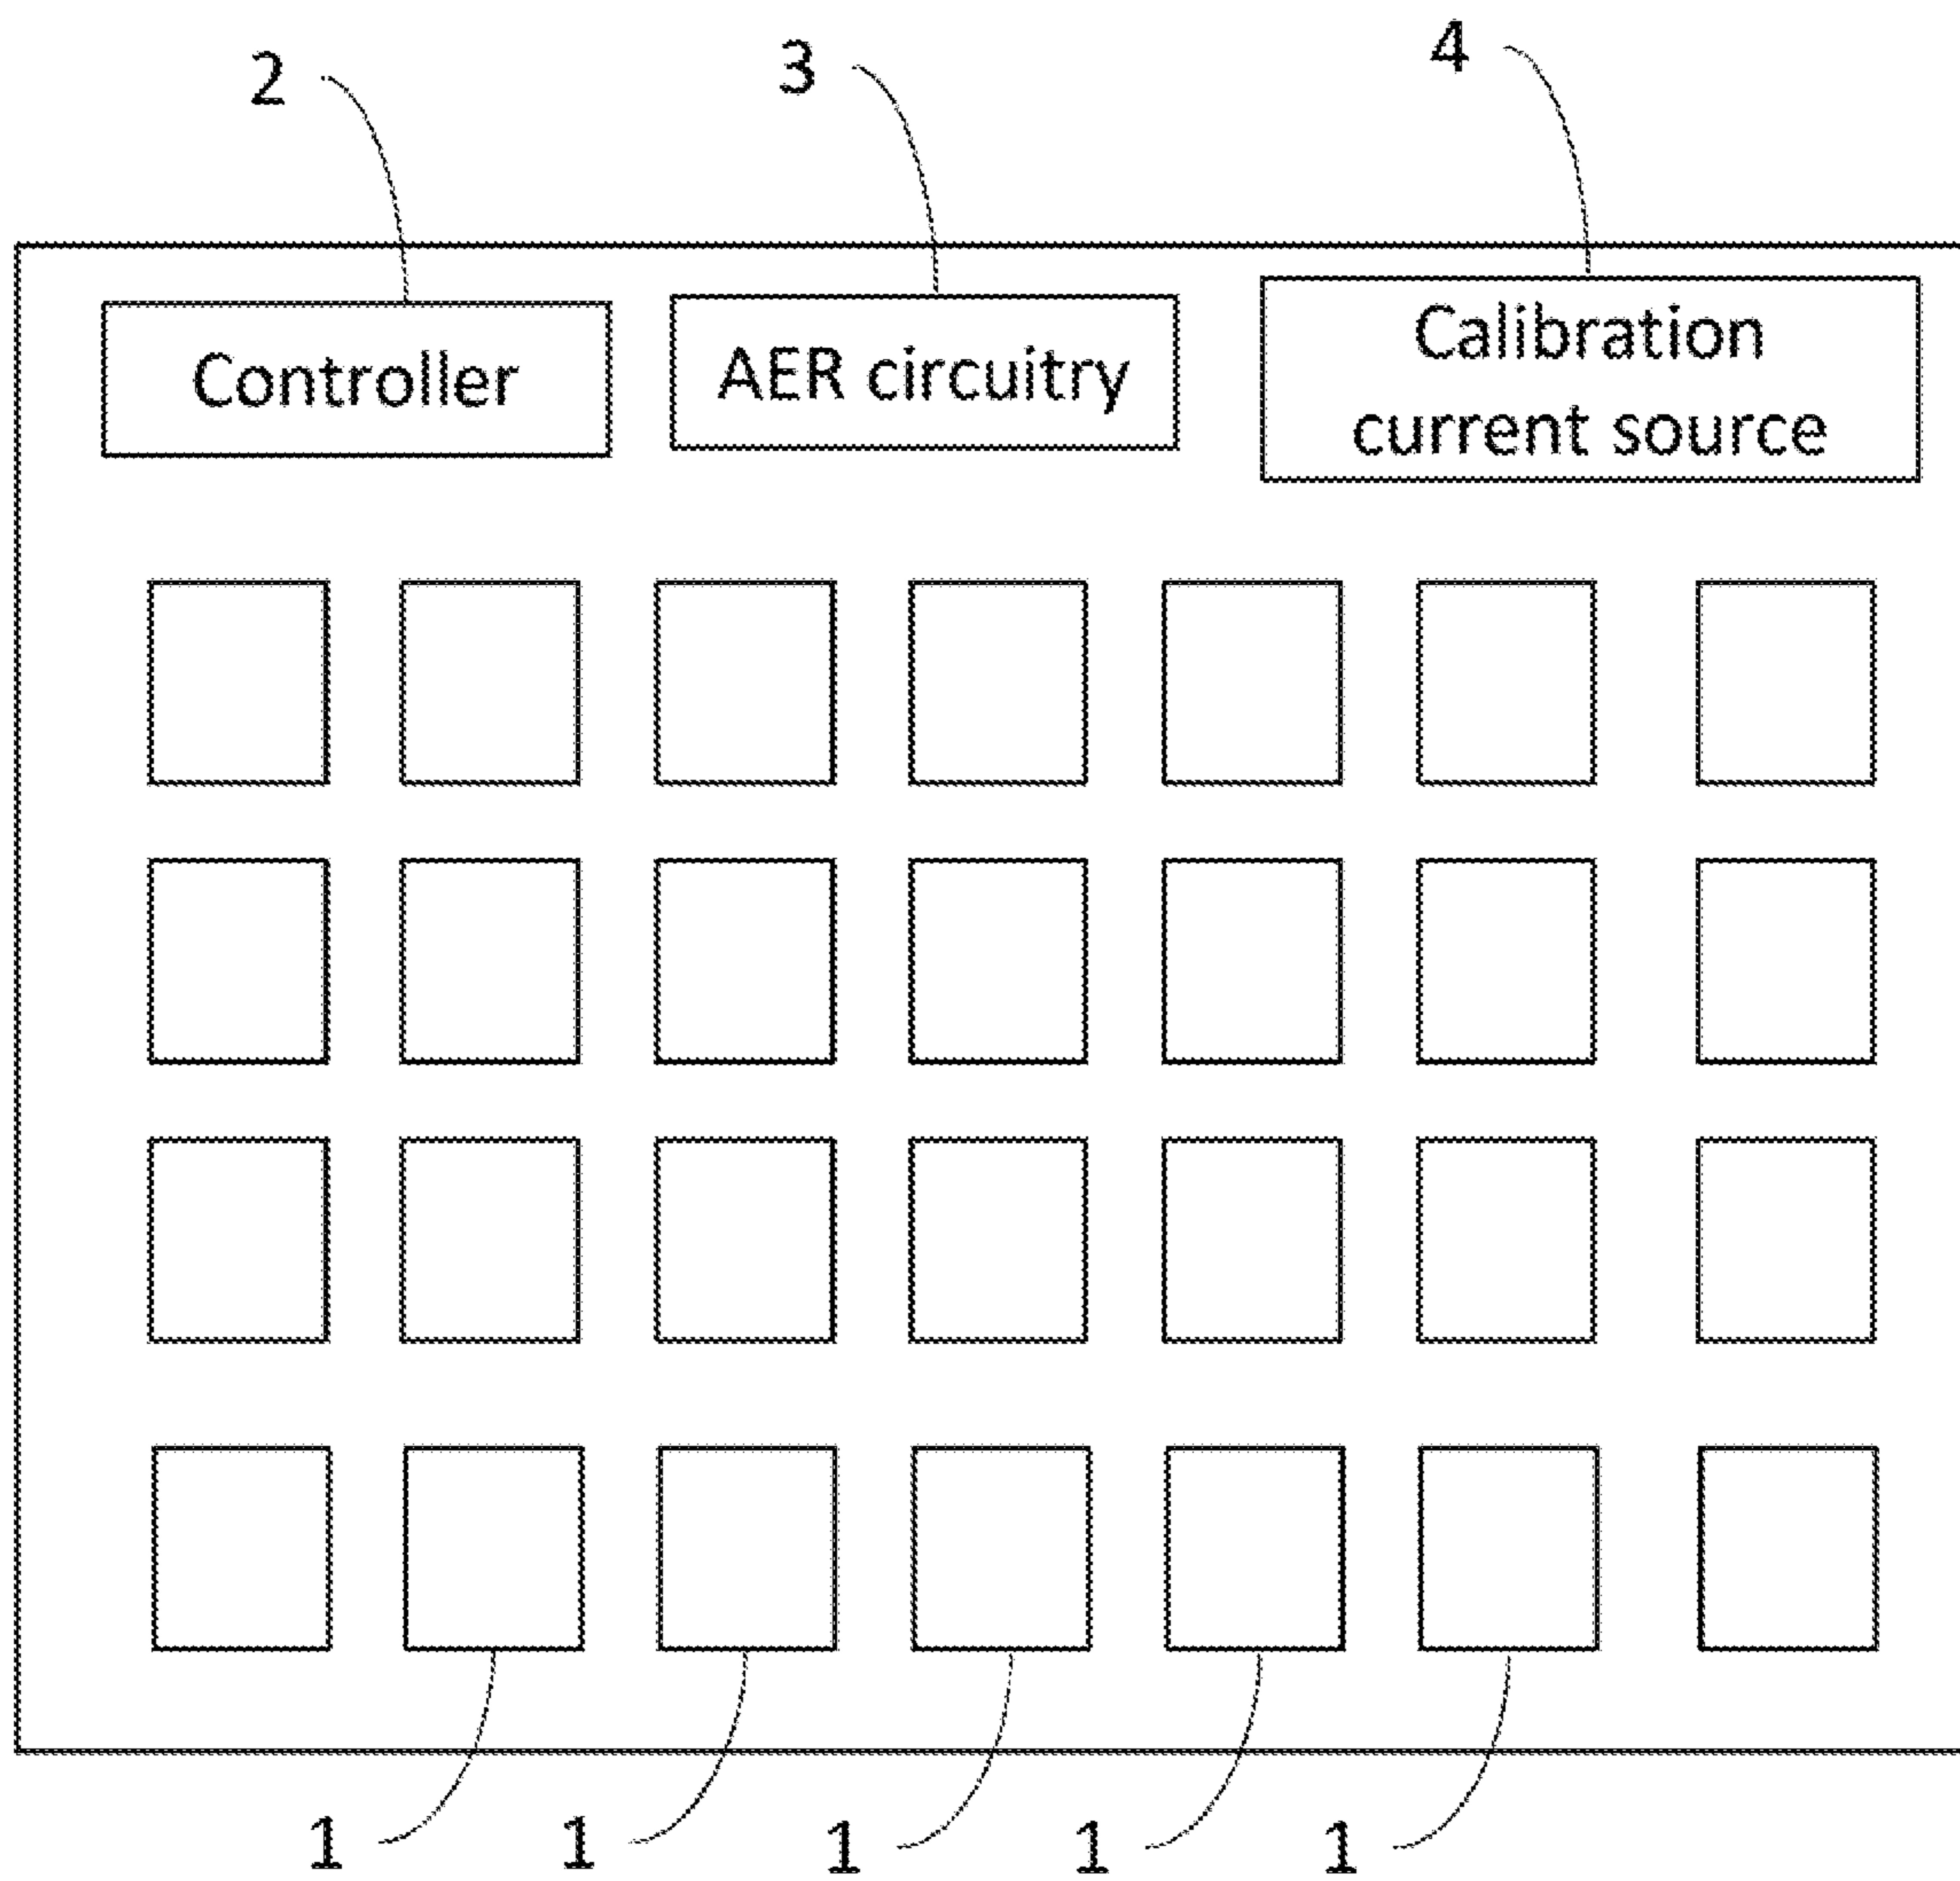 2 3 4
Controller
AER circuitry
Calibration
current source
1 1 1 1 1